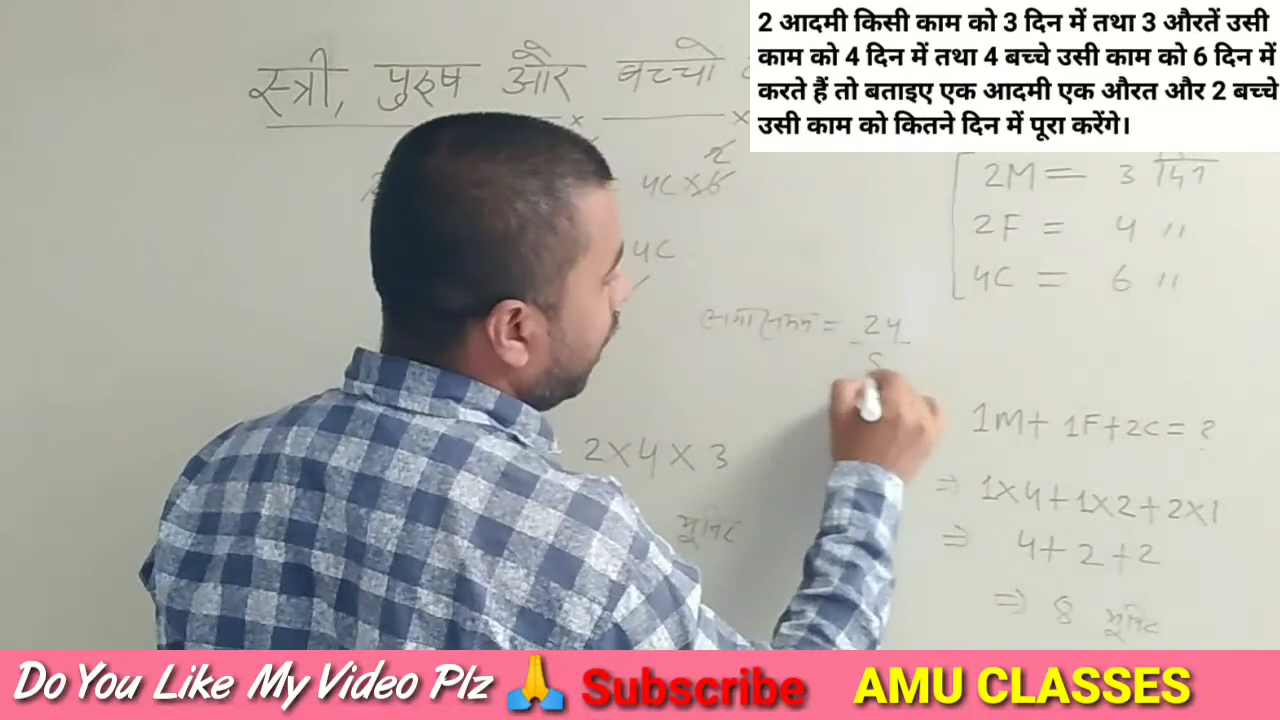 2 आदमी किसी काम को 3 दिन में तथा 3 औरतें उसी
काम को 4 दिन में तथा 4 बच्चे उसी काम को 6 दिन में
करते हैं तो बताइए एक आदमी एक औरत और 2 बच्चे
उसी काम को कितने दिन में पूरा करेंगे।
स्त्री, पुरुष और बच्चो
4C×6 2
4C
2M = 3 दिन
2F = 4 "
4C = 6 "
= 24
1M+ 1F+2C= ?
2×4×3
⇒ 1×4+1×2+2×1
यूनिट
⇒ 4+2+2
⇒ 8 यूनिट
Do You Like My Video Plz 🙏 Subscribe AMU CLASSES